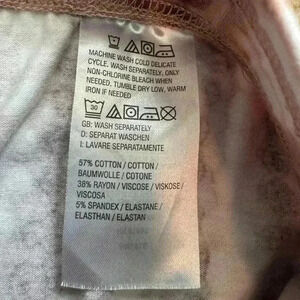 MACHINE WASH COLD DELICATE
CYCLE. WASH SEPARATELY, ONLY
NON-CHLORINE BLEACH WHEN
NEEDED, TUMBLE DRY LOW, WARM
IRON IF NEEDED
30
GB: WASH SEPARATELY
D: SEPARAT WASCHEN
I: LAVARE SEPARATAMENTE
57% COTTON / COTTON /
BAUMWOLLE / COTONE
38% RAYON / VISCOSE / VISKOSE /
VISCOSA
5% SPANDEX / ELASTANE /
ELASTHAN / ELASTAN